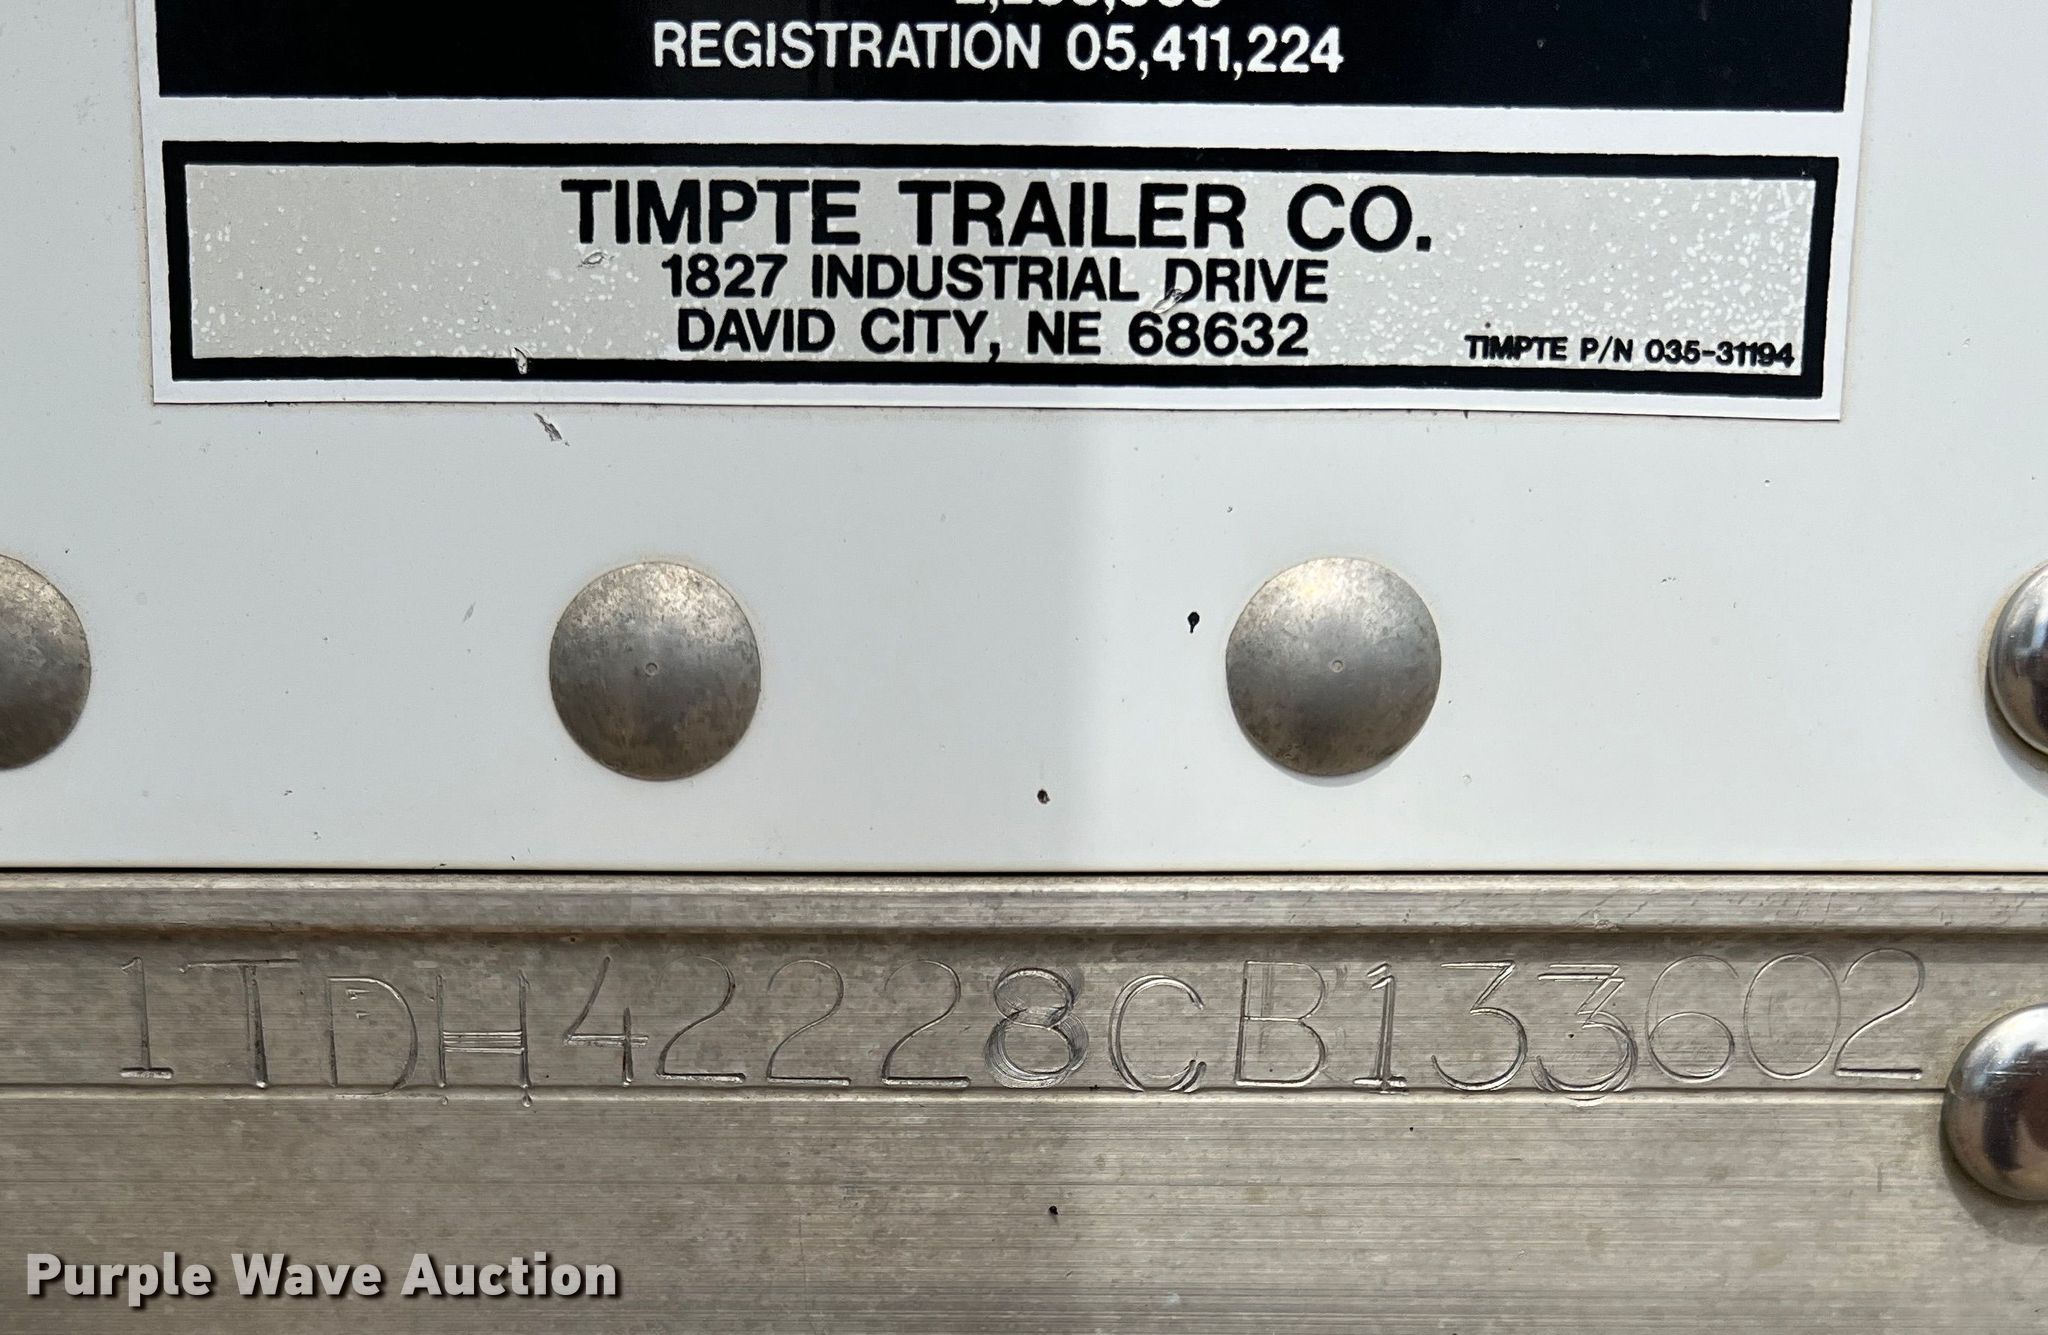 REGISTRATION 05,411,224
TIMPTE TRAILER CO.
1827 INDUSTRIAL DRIVE
DAVID CITY, NE 68632
TIMPTE P/N 035-31194
1TDH42228CB133602
Purple Wave Auction